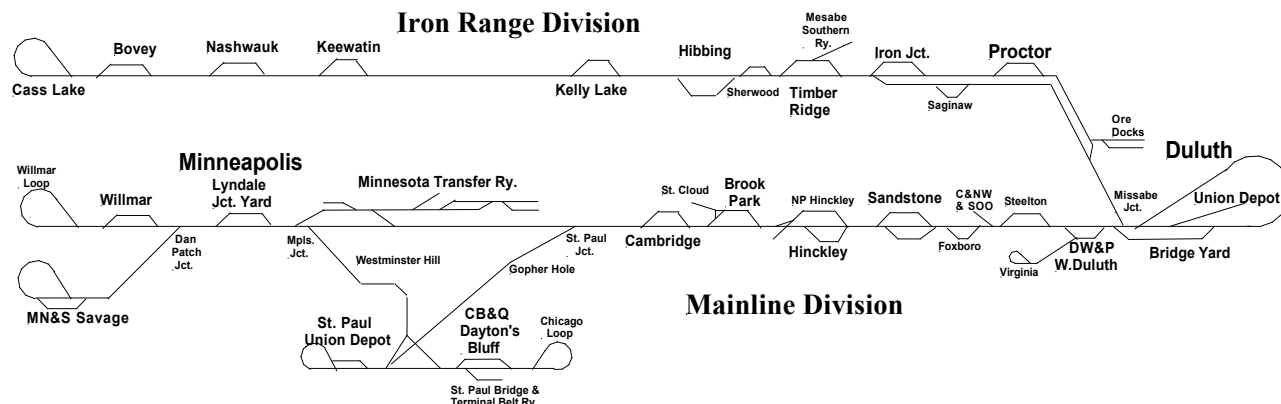 Iron Range Division
Mesabe
Southern
Ry.
Bovey
Nashwauk
Keewatin
Hibbing
Iron Jct.
Proctor
Cass Lake
Kelly Lake
Sherwood
Timber
Ridge
Saginaw
Ore
Docks
Duluth
Willmar
Loop
Willmar
Minneapolis
Lyndale
Jct. Yard
Minnesota Transfer Ry.
St. Cloud
Brook
Park
NP Hinckley
Sandstone
C&NW
& SOO
Steelton
Missabe
Jct.
Union Depot
Dan
Patch
Jct.
Mpls.
Jct.
Westminster Hill
St. Paul
Jct.
Gopher Hole
Cambridge
Hinckley
Foxboro
Virginia
DW&P
W.Duluth
Bridge Yard
MN&S Savage
Mainline Division
St. Paul
Union Depot
CB&Q
Dayton's
Bluff
Chicago
Loop
St. Paul Bridge &
Terminal Belt Ry.